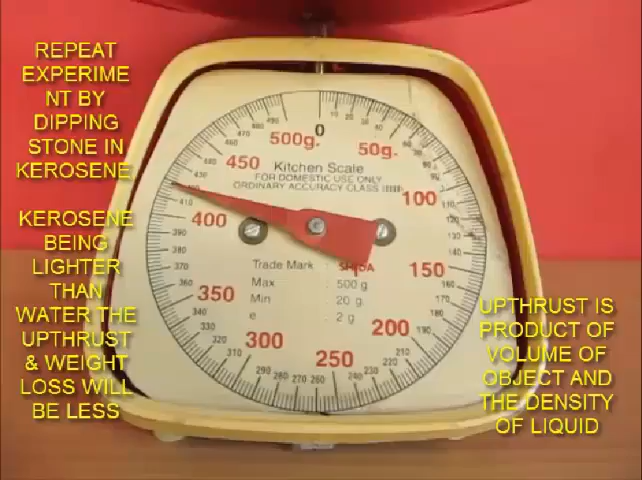 REPEAT
EXPERIME
NT BY
DIPPING
STONE IN
KEROSENE,
KEROSENE
BEING
LIGHTER
THAN
WATER THE
UPTHRUST
& WEIGHT
LOSS WILL
BE LESS
0
500g.
50g.
450
Kitchen Scale
FOR DOMESTIC USE ONLY
ORDINARY ACCURACY CLASS
100
400
150
Trade Mark : SHIDA
Max : 500 g
Min : 20 g
e : 2 g
350
200
300
250
UPTHRUST IS
PRODUCT OF
VOLUME OF
OBJECT AND
THE DENSITY
OF LIQUID